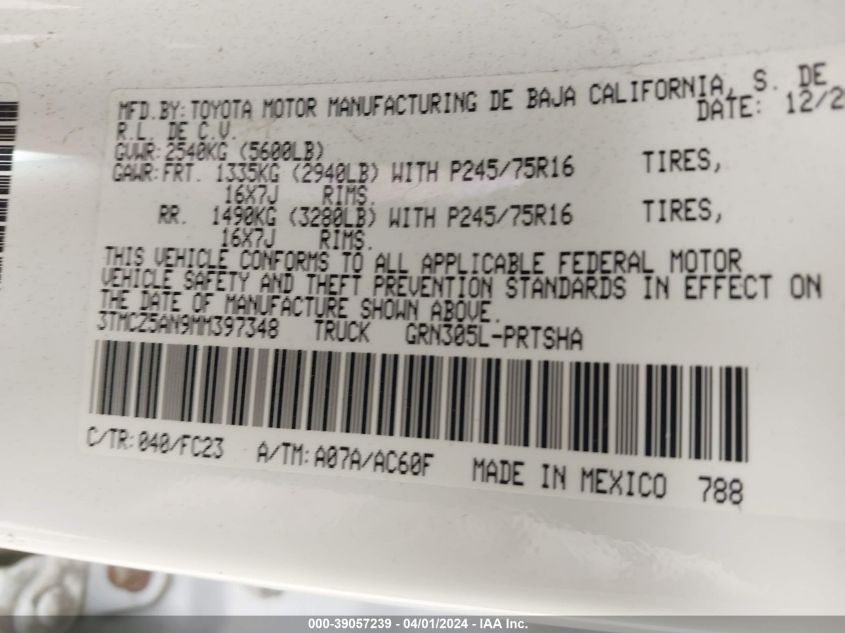 MFD.BY:TOYOTA MOTOR MANUFACTURING DE BAJA CALIFORNIA, S. DE
R.L. DE C.V. DATE: 12/2
GVWR:2540KG (5600LB)
GAWR:FRT. 1335KG (2940LB) WITH P245/75R16 TIRES,
16X7J RIMS.
RR. 1490KG (3280LB) WITH P245/75R16 TIRES,
16X7J RIMS.
THIS VEHICLE CONFORMS TO ALL APPLICABLE FEDERAL MOTOR
VEHICLE SAFETY AND THEFT PREVENTION STANDARDS IN EFFECT ON
THE DATE OF MANUFACTURE SHOWN ABOVE.
3TMCZ5AN9MM397348 TRUCK GRN305L-PRTSHA
C/TR:040/FC23 A/TM:A07A/AC60F MADE IN MEXICO 788
000-39057239 - 04/01/2024 - IAA Inc.